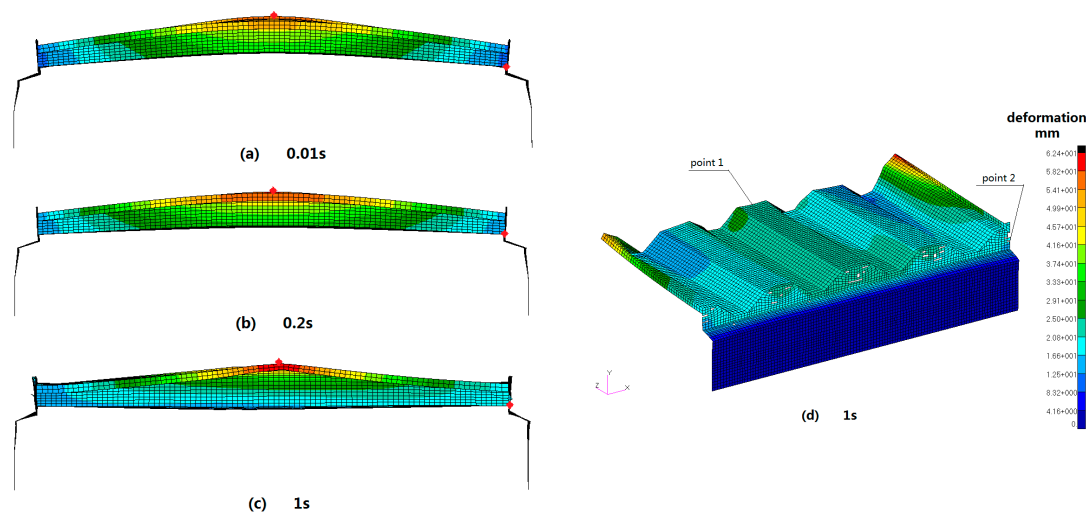 (a) 0.01s
(b) 0.2s
(c) 1s
point 1
point 2
Y
Z
X
(d) 1s
deformation
mm
6.24+001
5.82+001
5.41+001
4.99+001
4.57+001
4.16+001
3.74+001
3.33+001
2.91+001
2.50+001
2.08+001
1.66+001
1.25+001
8.32+000
4.16+000
0.